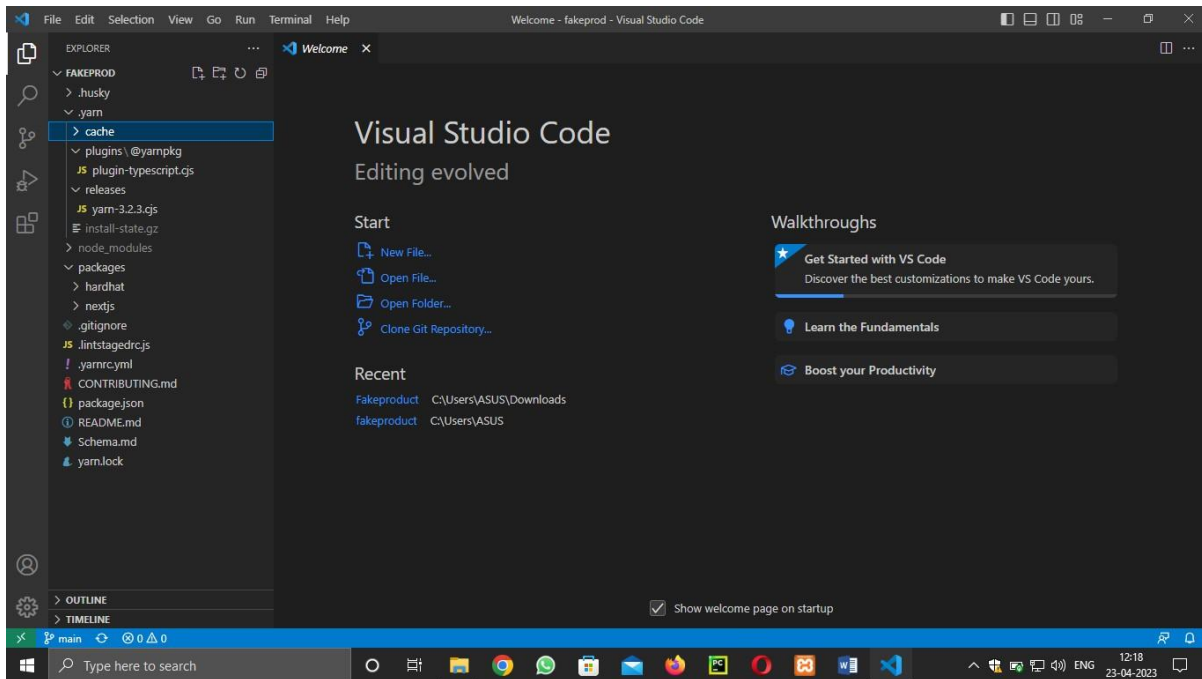 File Edit Selection View Go Run Terminal Help
Welcome - fakeprod - Visual Studio Code
EXPLORER
Welcome
FAKEPROD
.husky
.yarn
cache
plugins \ @yarnpkg
JS plugin-typescript.cjs
releases
JS yarn-3.2.3.cjs
install-state.gz
node_modules
packages
hardhat
nextjs
.gitignore
JS .lintstagedrc.js
! .yarnrc.yml
CONTRIBUTING.md
{} package.json
README.md
Schema.md
yarn.lock
OUTLINE
TIMELINE
Visual Studio Code
Editing evolved
Start
New File...
Open File...
Open Folder...
Clone Git Repository...
Recent
Fakeproduct C:\Users\ASUS\Downloads
fakeproduct C:\Users\ASUS
Walkthroughs
Get Started with VS Code
Discover the best customizations to make VS Code yours.
Learn the Fundamentals
Boost your Productivity
Show welcome page on startup
main 0 0
Type here to search
PC
W
ENG
12:18
23-04-2023